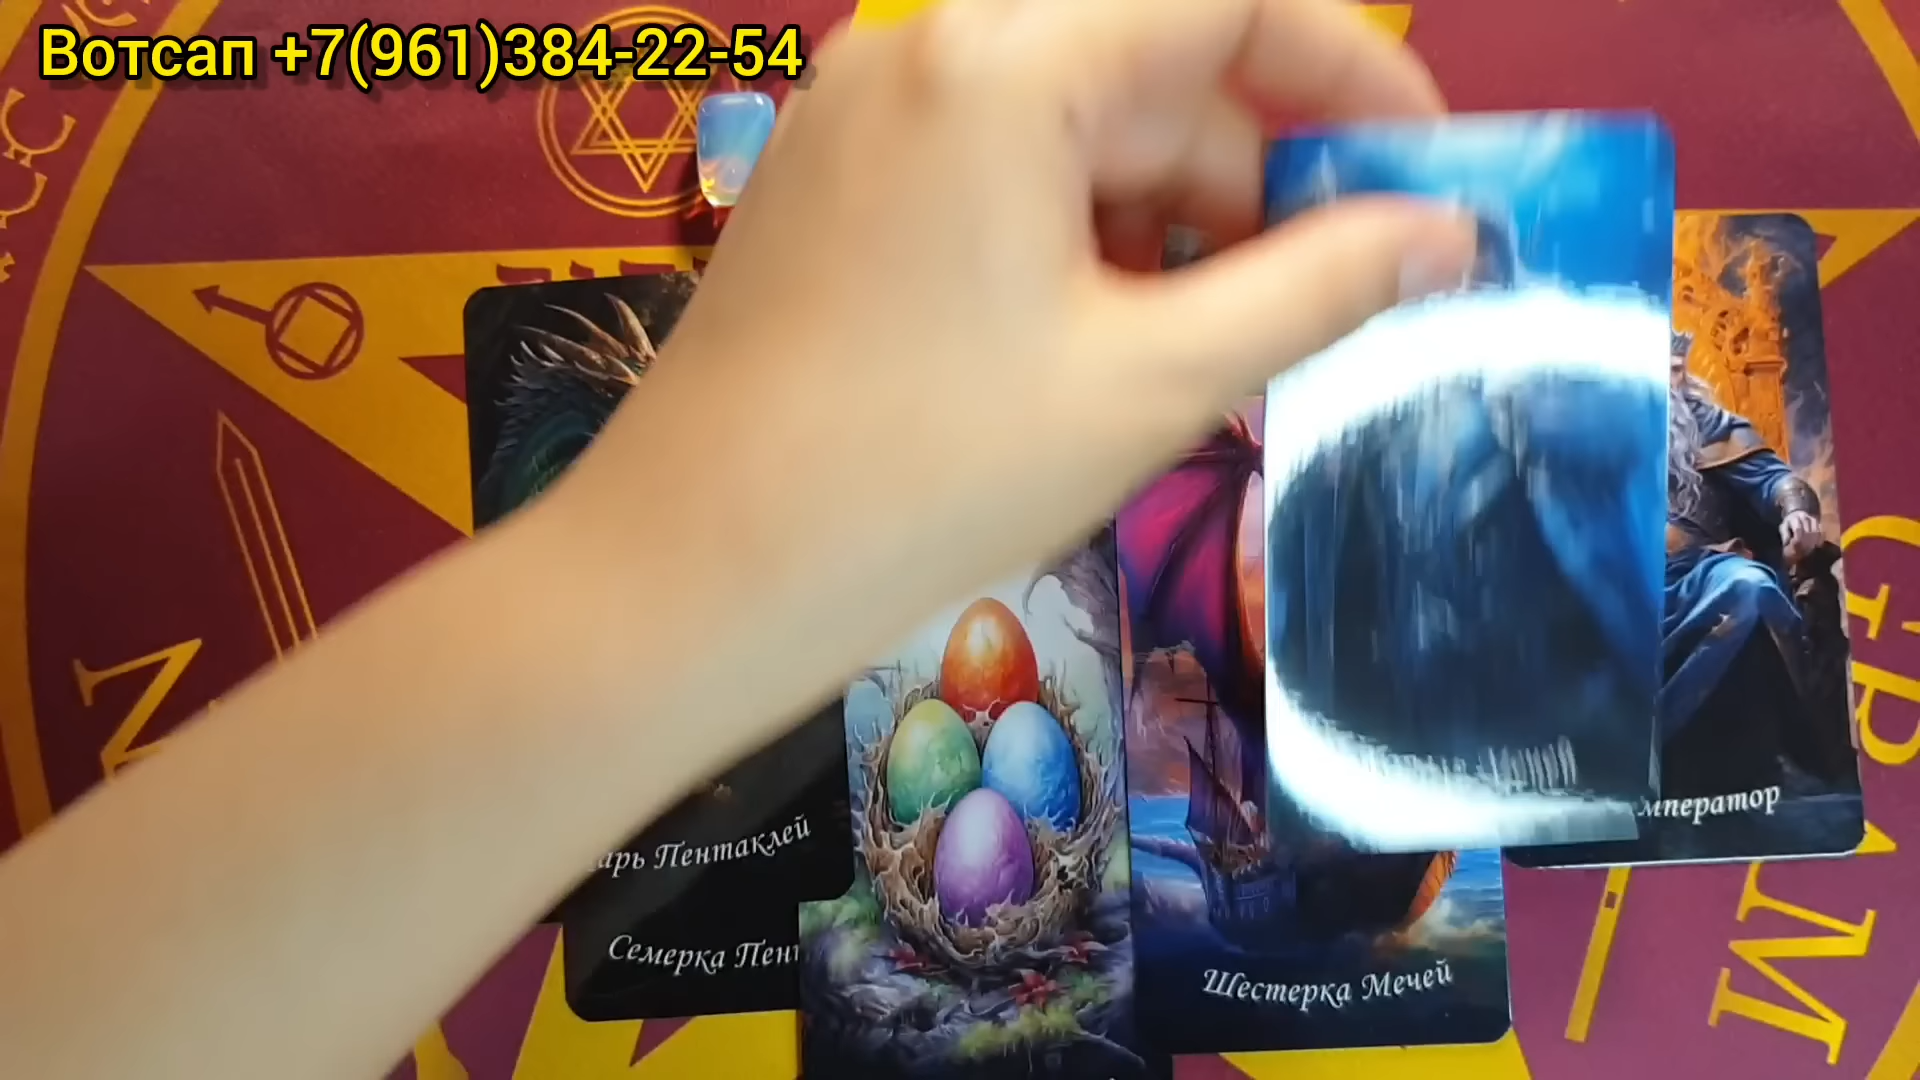 Вотсап +7(961)384-22-54
мператор
арь Пентаклей
Семерка Пент
Шестерка Мечей